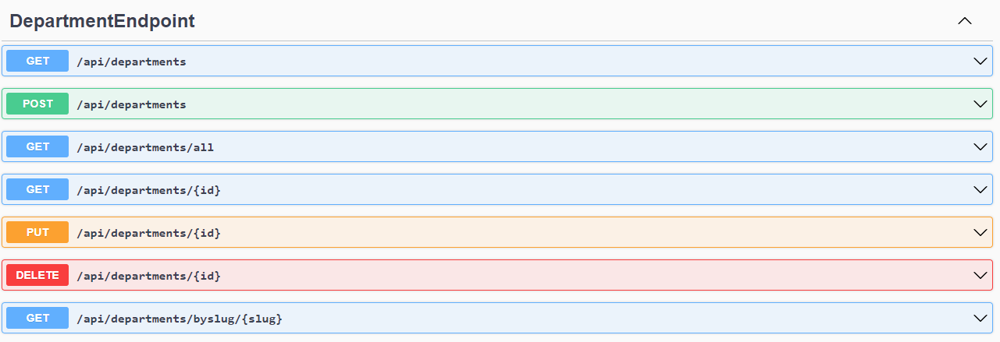 DepartmentEndpoint
GET /api/departments
POST /api/departments
GET /api/departments/all
GET /api/departments/{id}
PUT /api/departments/{id}
DELETE /api/departments/{id}
GET /api/departments/byslug/{slug}